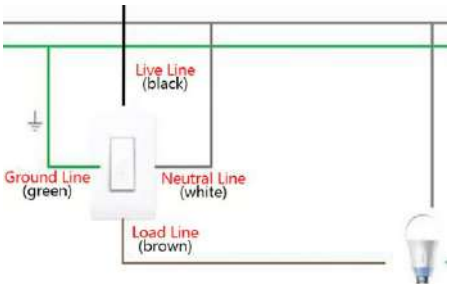 Live Line
(black)
Ground Line
(green)
Neutral Line
(white)
Load Line
(brown)